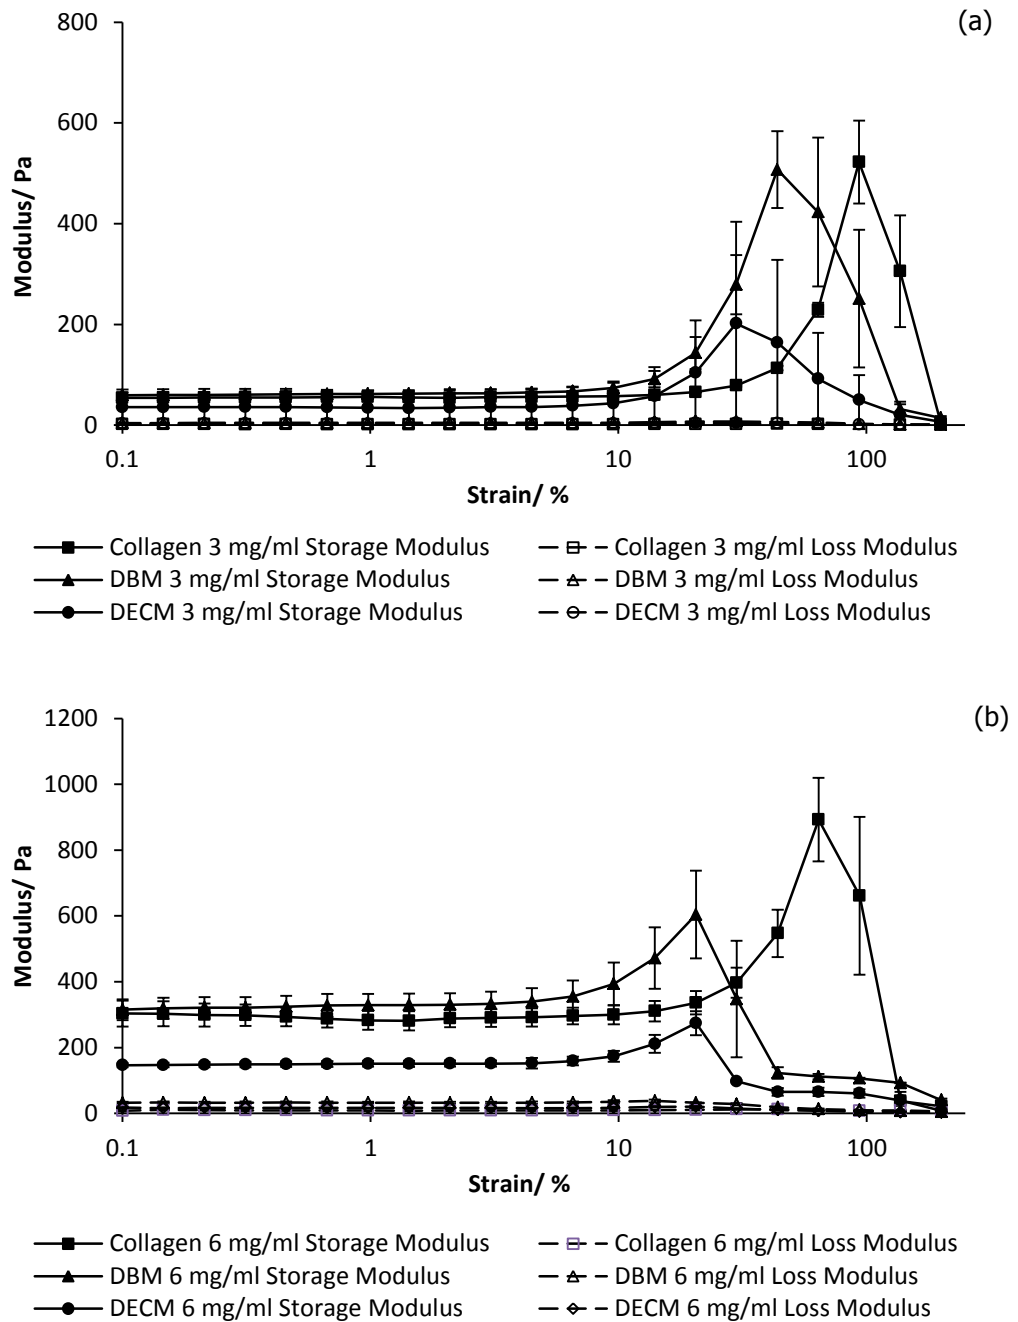 (a)
800
600
400
200
0
Modulus/ Pa
0.1 1 10 100
Strain/ %
Collagen 3 mg/ml Storage Modulus Collagen 3 mg/ml Loss Modulus
DBM 3 mg/ml Storage Modulus DBM 3 mg/ml Loss Modulus
DECM 3 mg/ml Storage Modulus DECM 3 mg/ml Loss Modulus
(b)
1200
1000
800
600
400
200
0
Modulus/ Pa
0.1 1 10 100
Strain/ %
Collagen 6 mg/ml Storage Modulus Collagen 6 mg/ml Loss Modulus
DBM 6 mg/ml Storage Modulus DBM 6 mg/ml Loss Modulus
DECM 6 mg/ml Storage Modulus DECM 6 mg/ml Loss Modulus